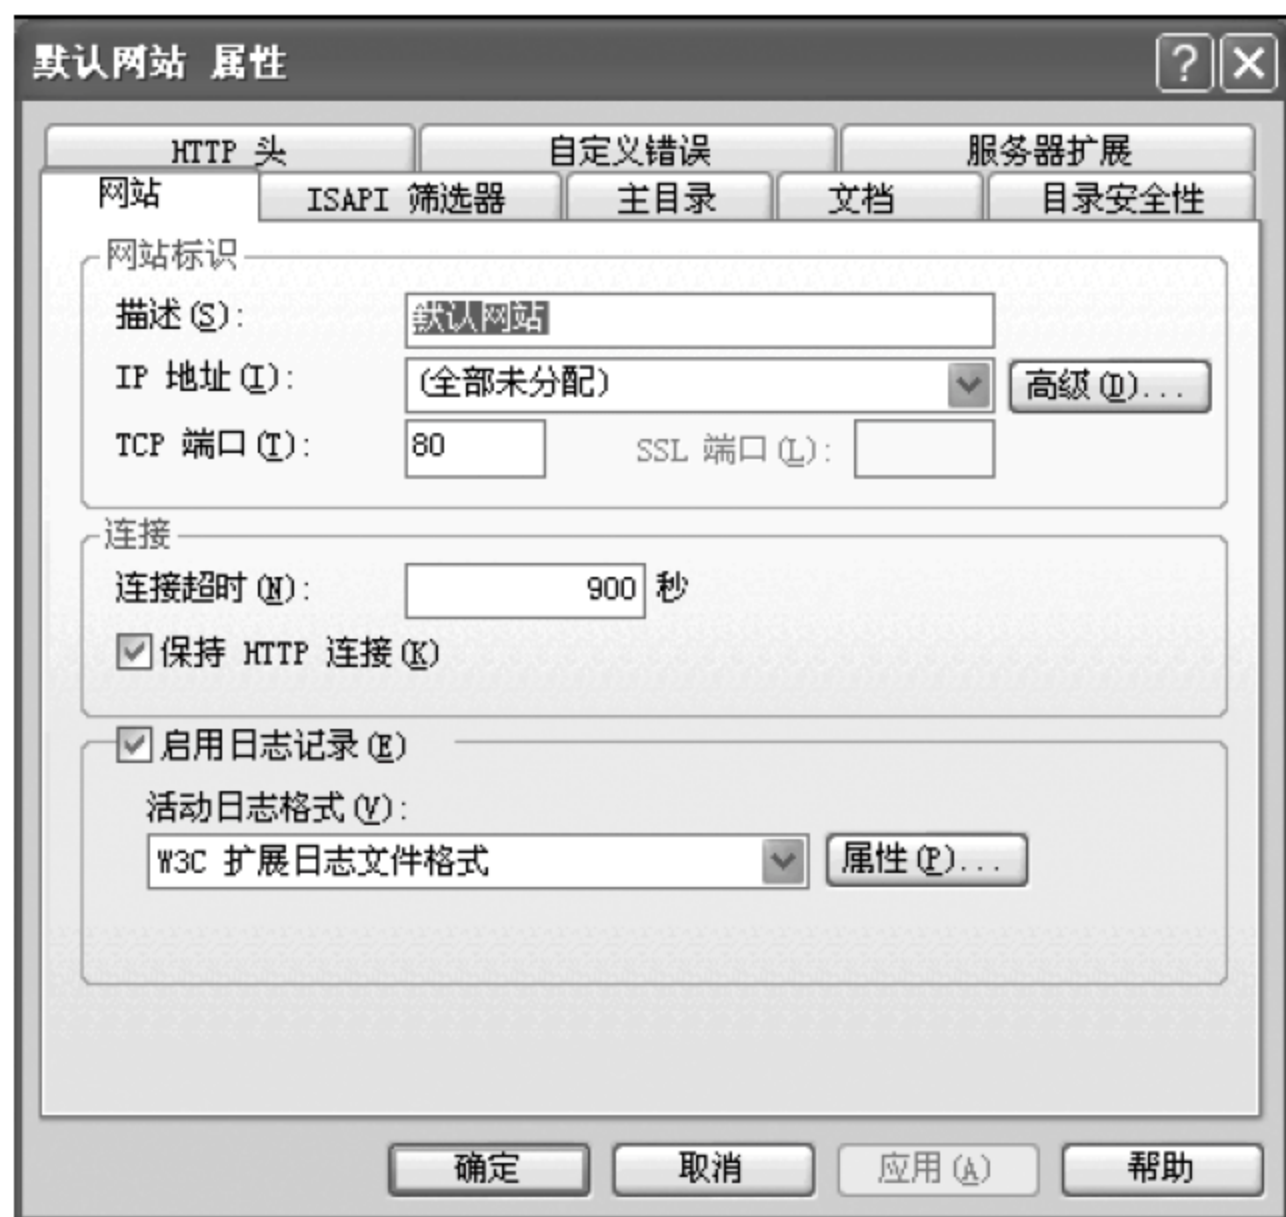 默认网站 属性
HTTP 头 自定义错误 服务器扩展
网站 ISAPI 筛选器 主目录 文档 目录安全性
网站标识
描述(S): 默认网站
IP 地址(I): (全部未分配) 高级(D)...
TCP 端口(T): 80 SSL 端口(L):
连接
连接超时(N): 900 秒
保持 HTTP 连接(K)
启用日志记录(E)
活动日志格式(V):
W3C 扩展日志文件格式 属性(P)...
确定 取消 应用(A) 帮助